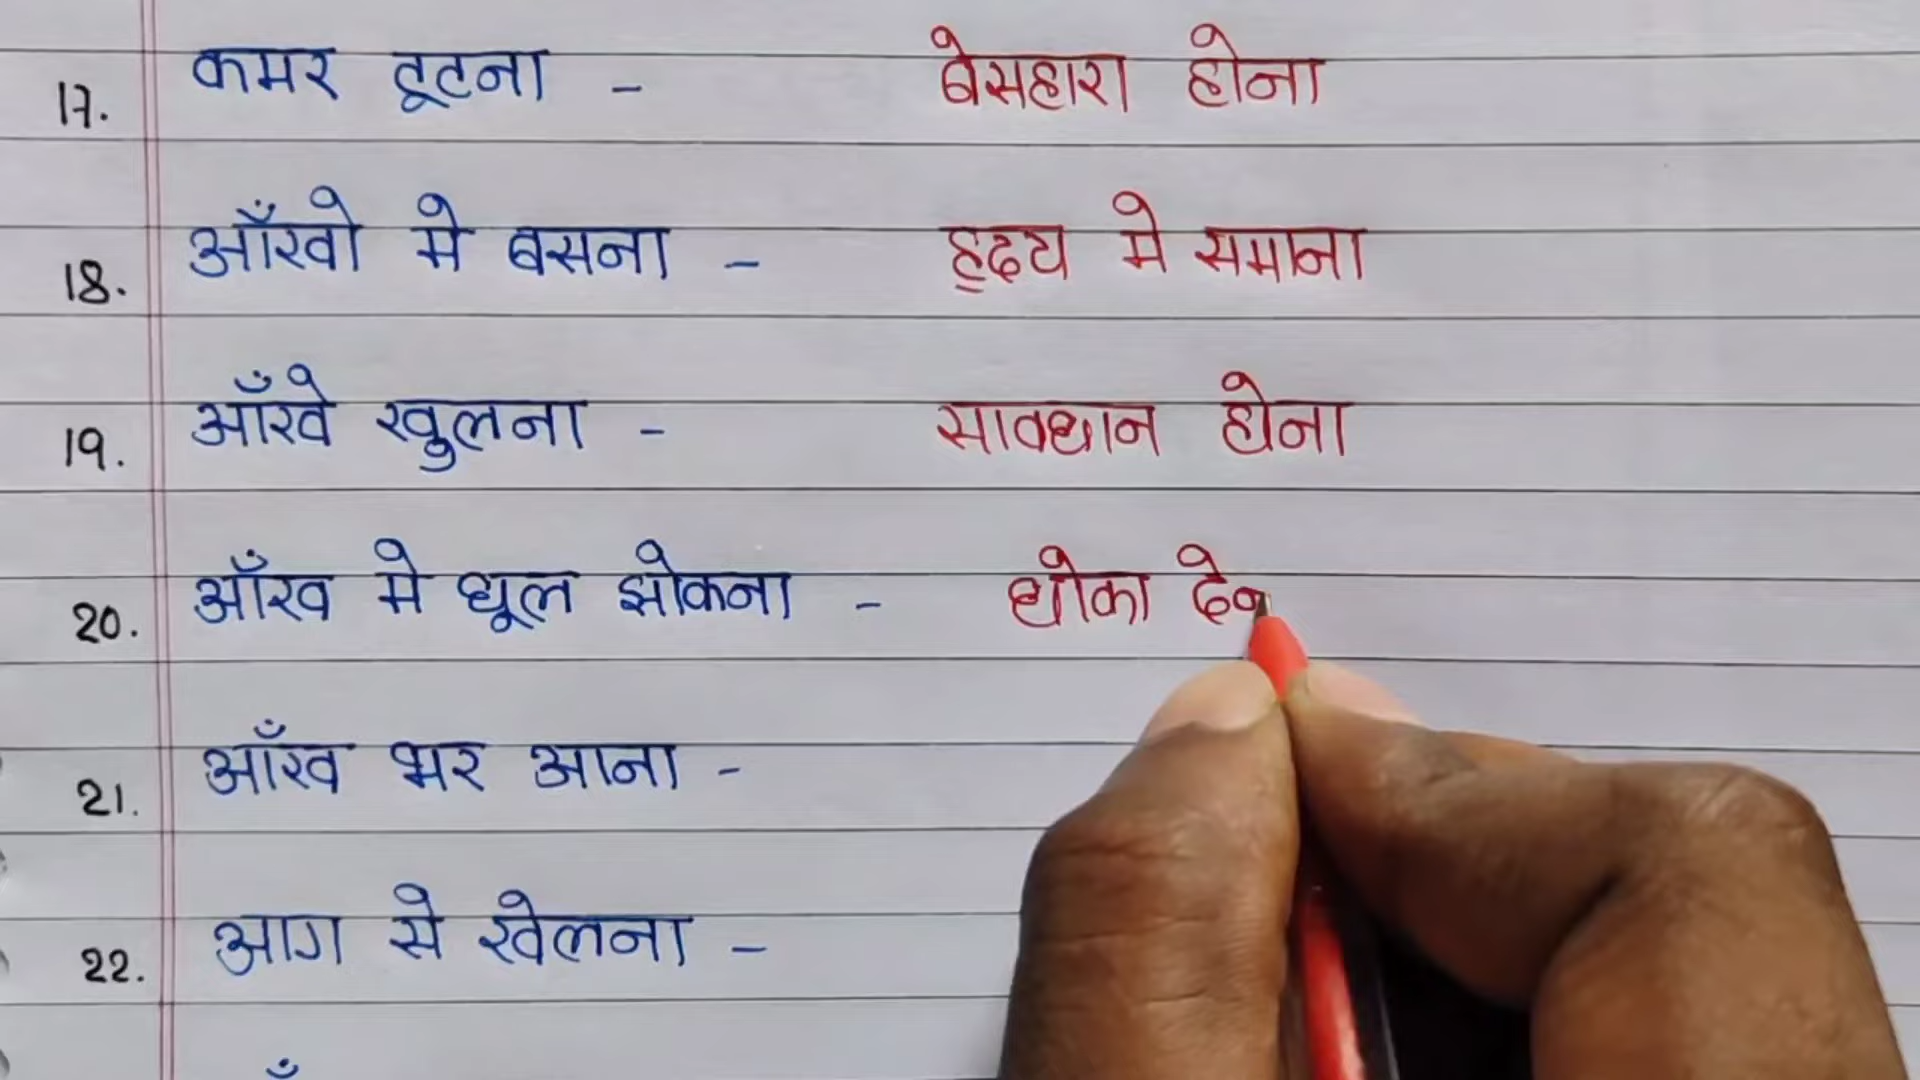 17. कमर टूटना - बेसहारा होना
18. आँखो मे बसना - हृदय मे समाना
19. आँखे खुलना - सावधान होना
20. आँख मे धूल झोकना - धोका देन
21. आँख भर आना -
22. आग से खेलना -